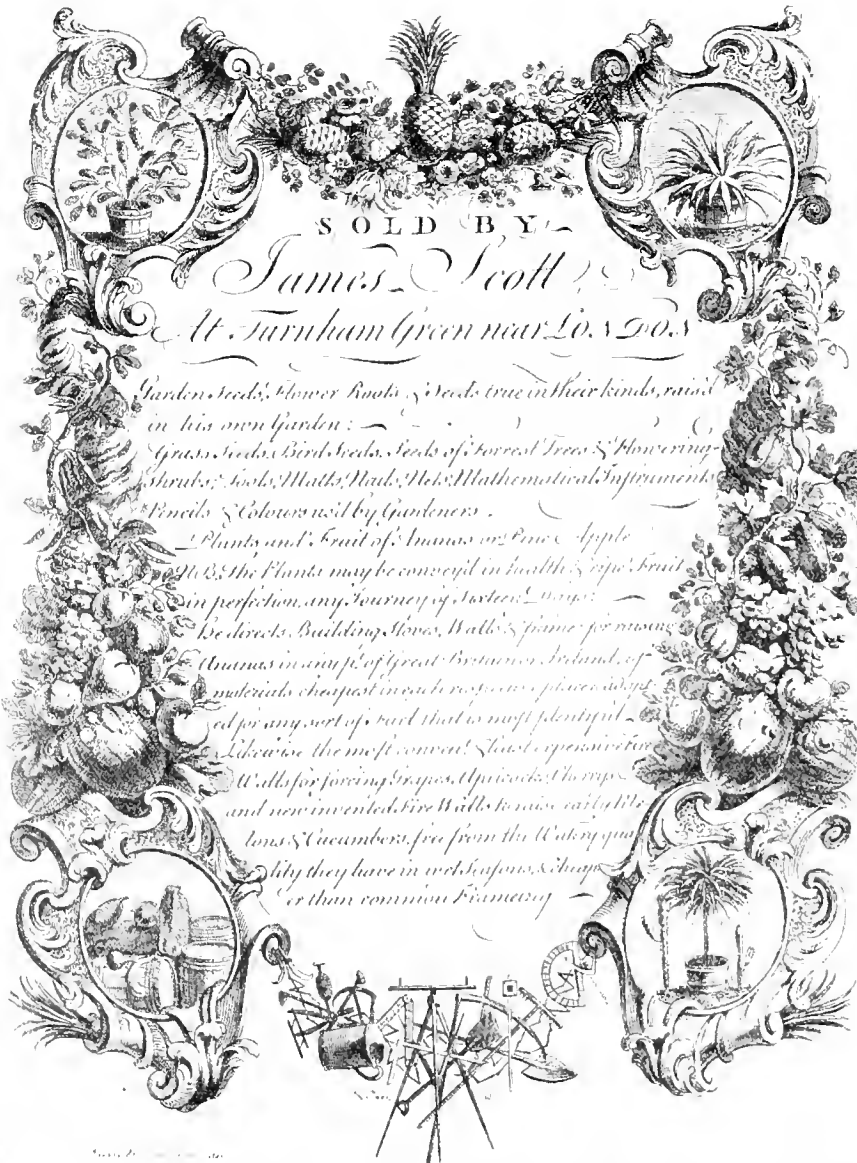 SOLD BY
James Scott
At Turnham Green near LONDON
Garden Seeds, Flower Roots & Seeds true in their kinds, rais'd
in his own Garden:
Grass Seeds, Bird Seeds, Seeds of Forrest Trees & Flowering
Shrubs; Tools, Matts, Nails, Nets, Mathematical Instruments
Pencils & Colours us'd by Gardeners.
Plants and Fruit of Ananas or Pine Apple
NB. The Plants may be convey'd in health & ripe Fruit
in perfection any Journey of Sixteen Days:
He directs Building Stoves, Walls & frames for raising
Ananas in any pt. of Great Britain or Ireland, of
materials cheapest in each place adapt
ed for any sort of Fuel that is most plentyful
Likewise the most conven.t & least expensive Fire
Walls for forcing Grapes, Apricocks, Cherrys &
and new invented Fire Walls to raise early Me
lons & Cucumbers, free from the Watery qua
lity they have in wet Seasons, & cheap
er than common Frameing